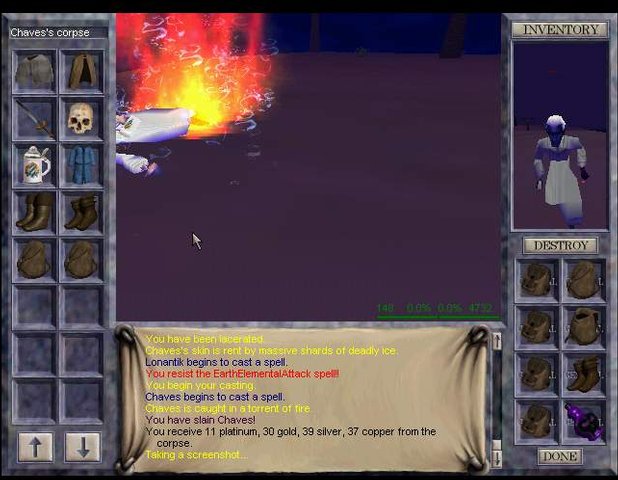 Chaves's corpse
INVENTORY
DESTROY
148 0.0% 0.0% 4732
You have been lacerated.
Chaves's skin is rent by massive shards of deadly ice.
Lonantik begins to cast a spell.
You resist the EarthElementalAttack spell!
You begin your casting.
Chaves begins to cast a spell.
Chaves is caught in a torrent of fire.
You have slain Chaves!
You receive 11 platinum, 30 gold, 39 silver, 37 copper from the
corpse.
Taking a screenshot...
DONE